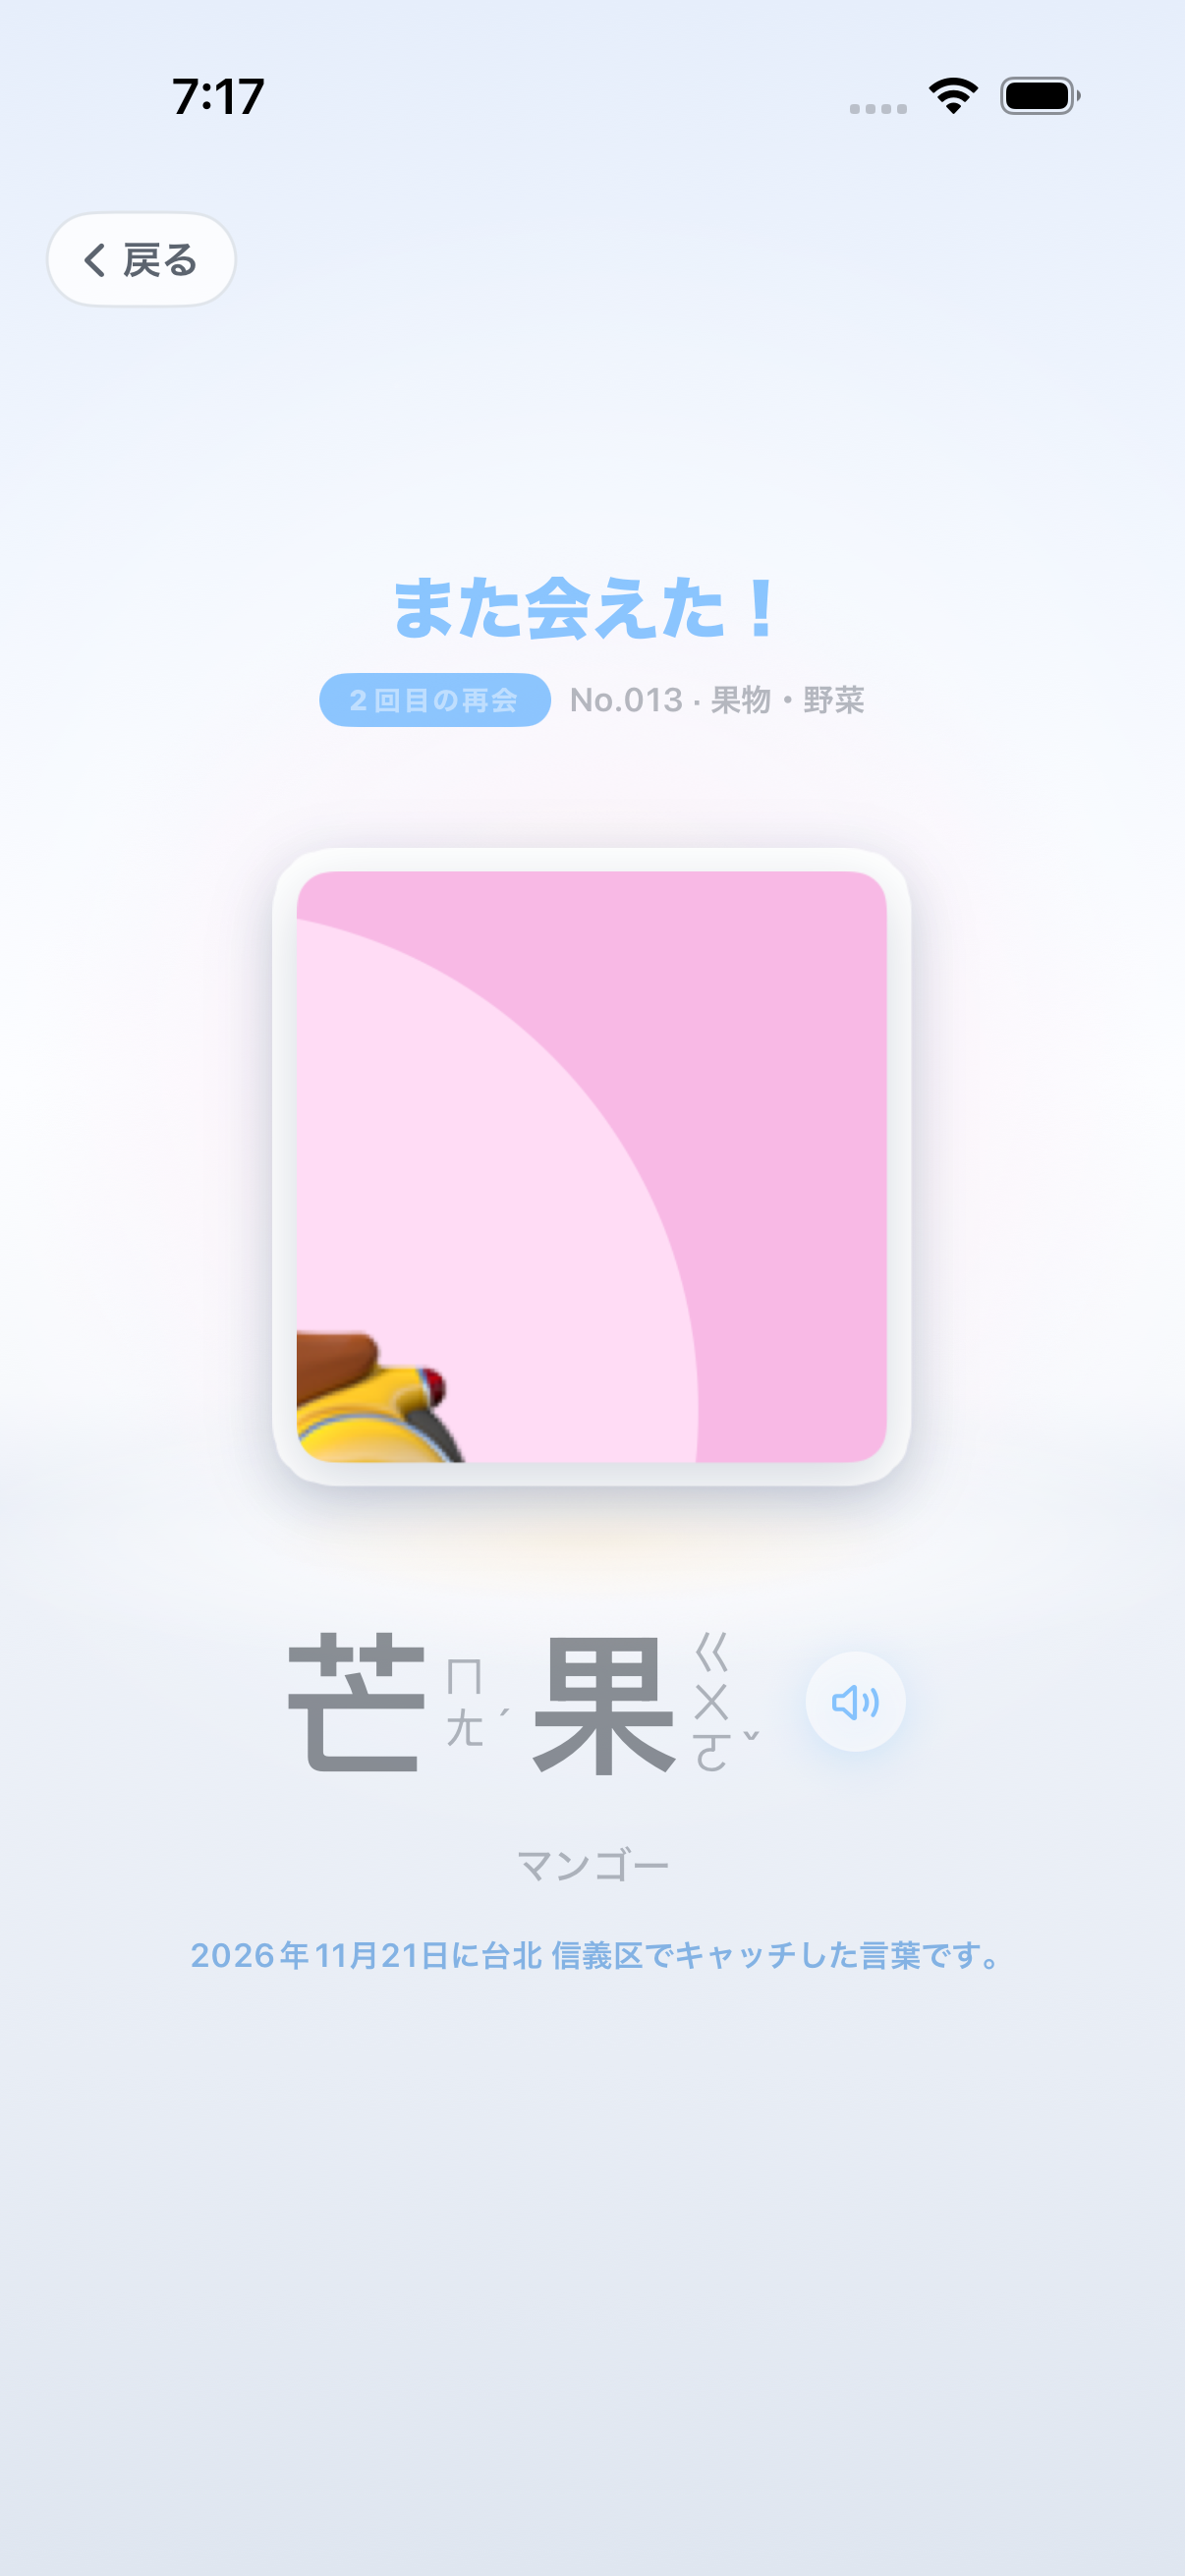 7:17
戻る
また会えた！
2回目の再会 No.013 · 果物・野菜
芒ㄇㄤˊ果ㄍㄨㄛˇ
マンゴー
2026年11月21日に台北 信義区でキャッチした言葉です。